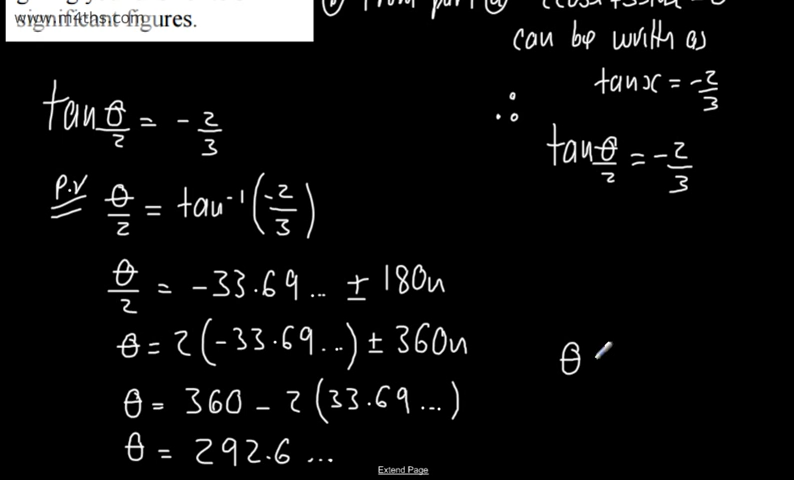 significant figures.
www.m4ths.com
can be written as
tan x = -2/3
∴ tan θ/2 = -2/3
tan θ/2 = -2/3
P.V θ/2 = tan⁻¹(-2/3)
θ/2 = -33.69... ± 180n
θ = 2(-33.69...) ± 360n
θ = 360 - 2(33.69...)
θ = 292.6 ...
θ
Extend Page